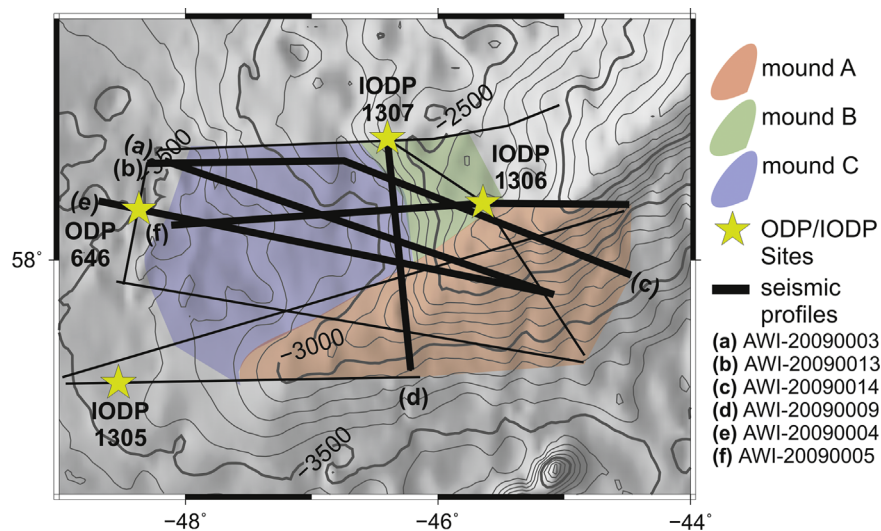 IODP
1307
−2500
IODP
1306
(a)
(b)
(e)
ODP
646
(f)
58°
(c)
−3000
(d)
IODP
1305
−3500
−48°
−46°
−44°
mound A
mound B
mound C
ODP/IODP
Sites
seismic
profiles
(a) AWI-20090003
(b) AWI-20090013
(c) AWI-20090014
(d) AWI-20090009
(e) AWI-20090004
(f) AWI-20090005